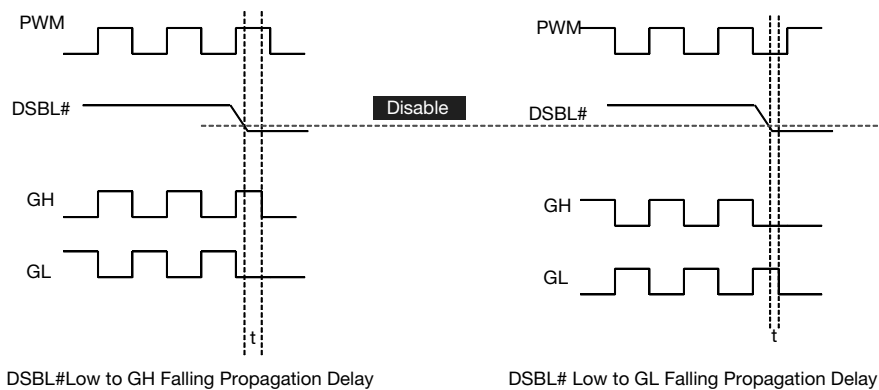 PWM
DSBL#
GH
GL
t
DSBL#Low to GH Falling Propagation Delay
Disable
PWM
DSBL#
GH
GL
t
DSBL# Low to GL Falling Propagation Delay